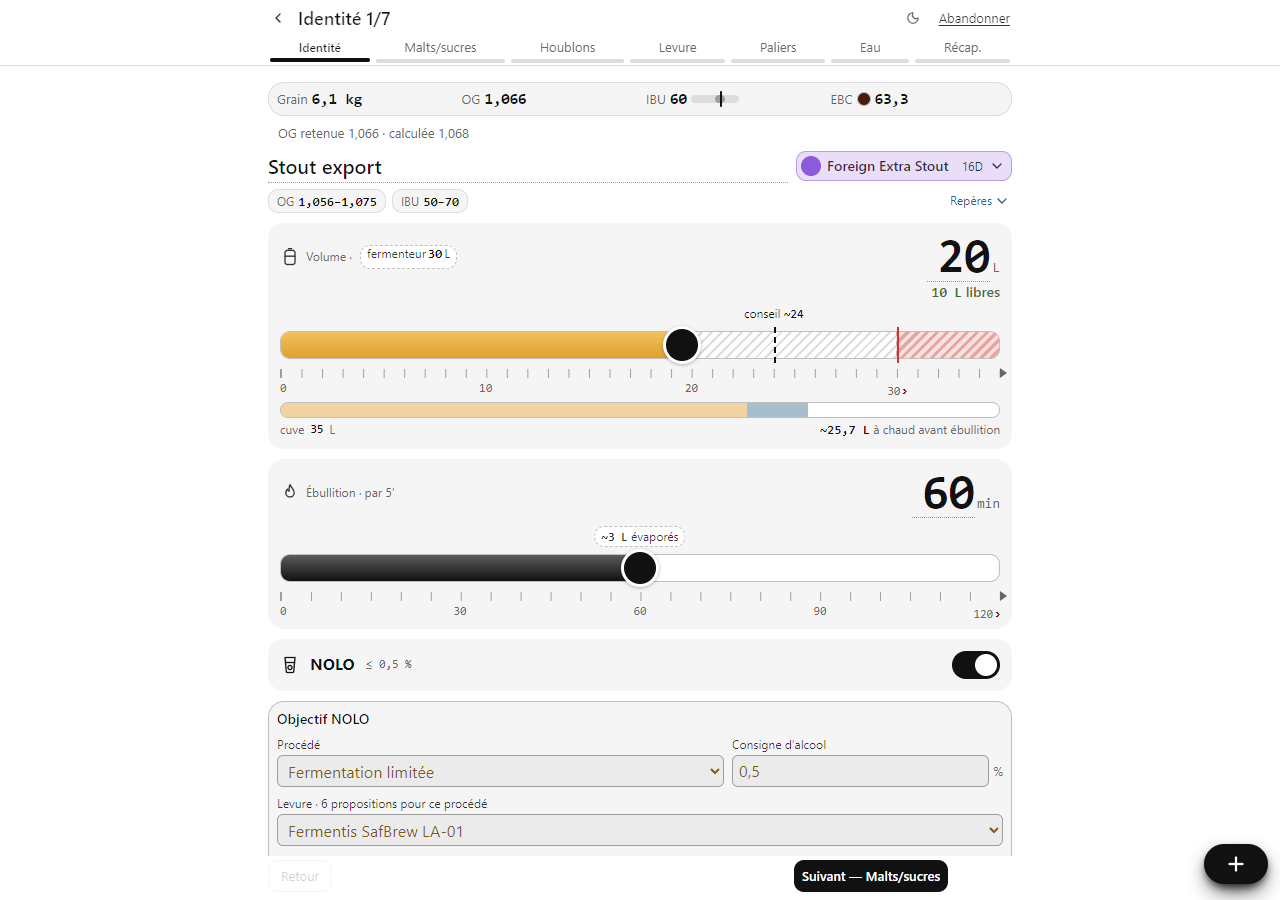 Identité 1/7
Abandonner
Identité Malts/sucres Houblons Levure Paliers Eau Récap.
Grain 6,1 kg OG 1,066 IBU 60 EBC 63,3
OG retenue 1,066 · calculée 1,068
Stout export
Foreign Extra Stout 16D
OG 1,056–1,075 IBU 50–70
Repères
Volume · fermenteur 30 L
20 L
10 L libres
conseil ~24
0 10 20 30 ›
cuve 35 L
~25,7 L à chaud avant ébullition
Ébullition · par 5′
60 min
~3 L évaporés
0 30 60 90 120 ›
NOLO ≤ 0,5 %
Objectif NOLO
Procédé Consigne d'alcool
Fermentation limitée 0,5 %
Levure · 6 propositions pour ce procédé
Fermentis SafBrew LA-01
Retour
Suivant — Malts/sucres
+